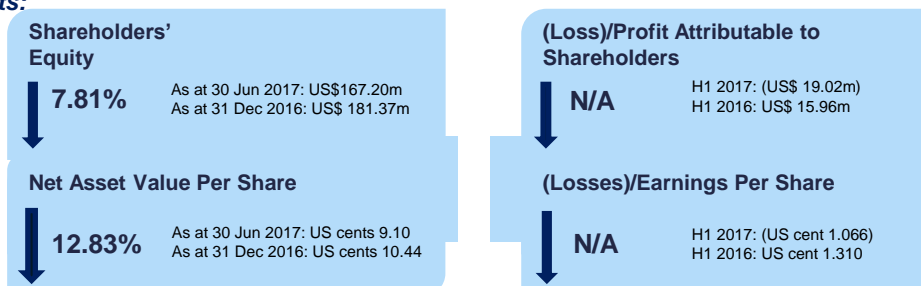 ts:
Shareholders’
Equity
7.81%
As at 30 Jun 2017: US$167.20m
As at 31 Dec 2016: US$ 181.37m
(Loss)/Profit Attributable to
Shareholders
N/A
H1 2017: (US$ 19.02m)
H1 2016: US$ 15.96m
Net Asset Value Per Share
12.83%
As at 30 Jun 2017: US cents 9.10
As at 31 Dec 2016: US cents 10.44
(Losses)/Earnings Per Share
N/A
H1 2017: (US cent 1.066)
H1 2016: US cent 1.310